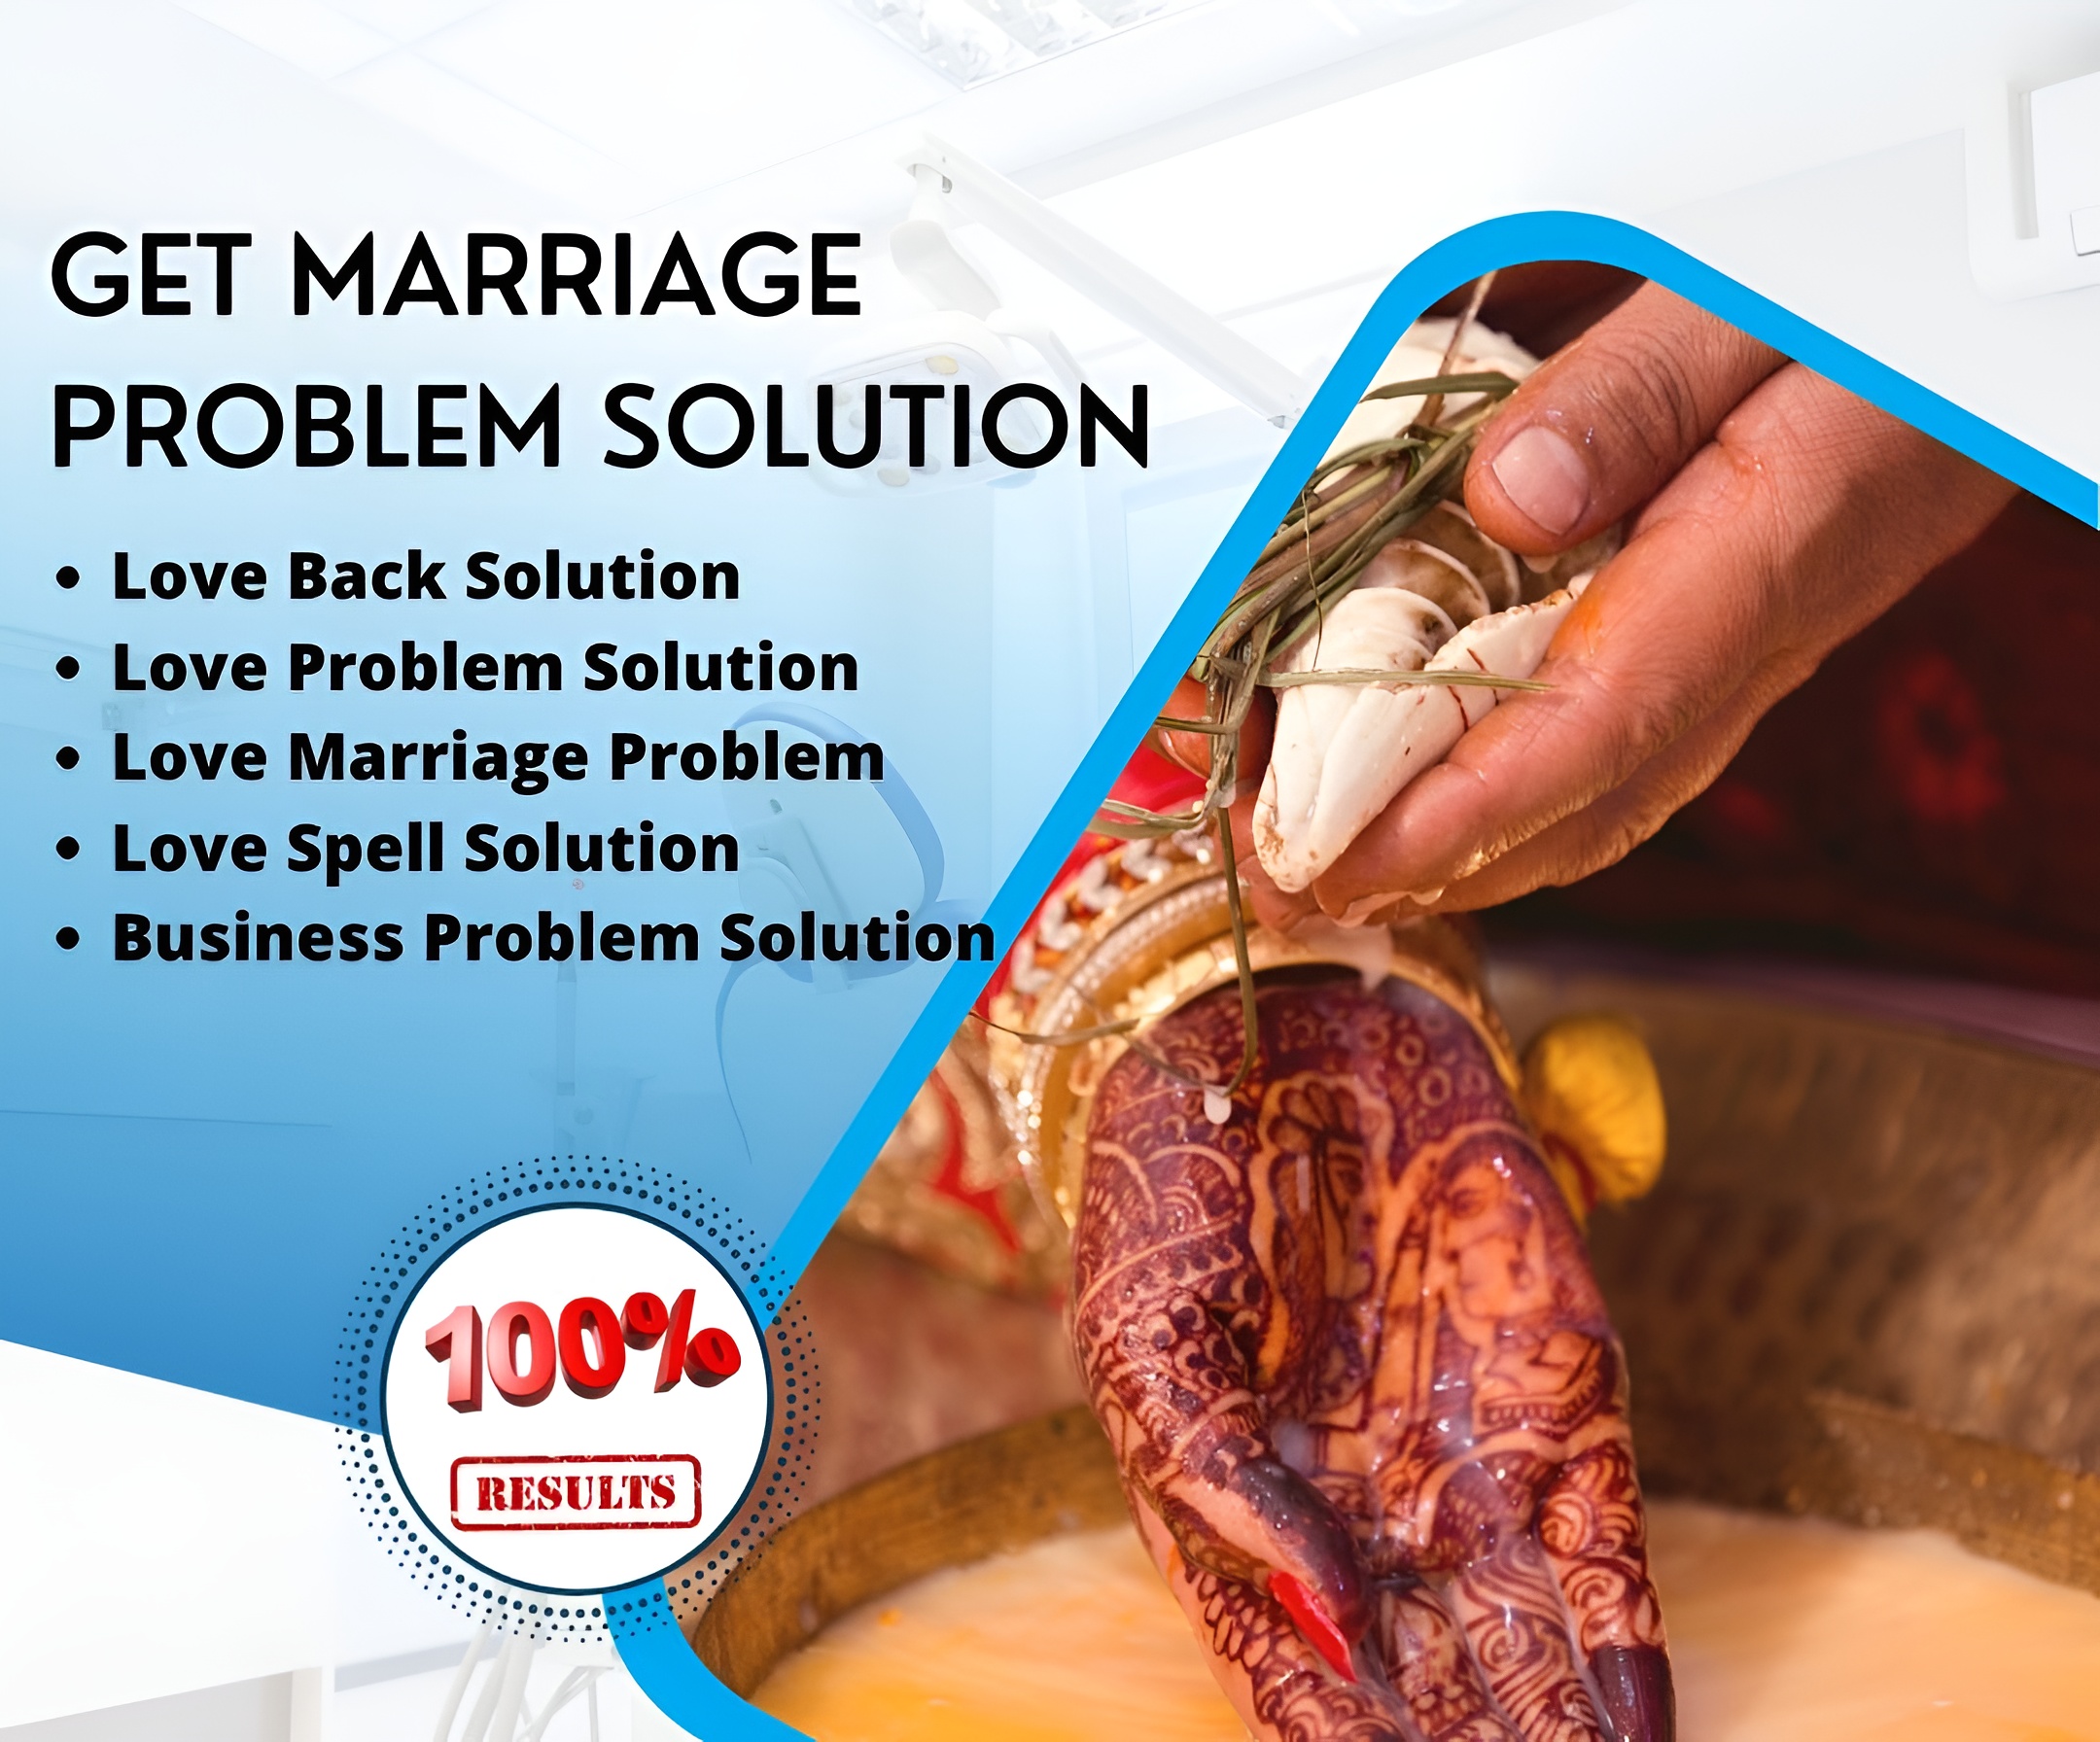 GET MARRIAGE
PROBLEM SOLUTION
• Love Back Solution
• Love Problem Solution
• Love Marriage Problem
• Love Spell Solution
• Business Problem Solution
100%
RESULTS